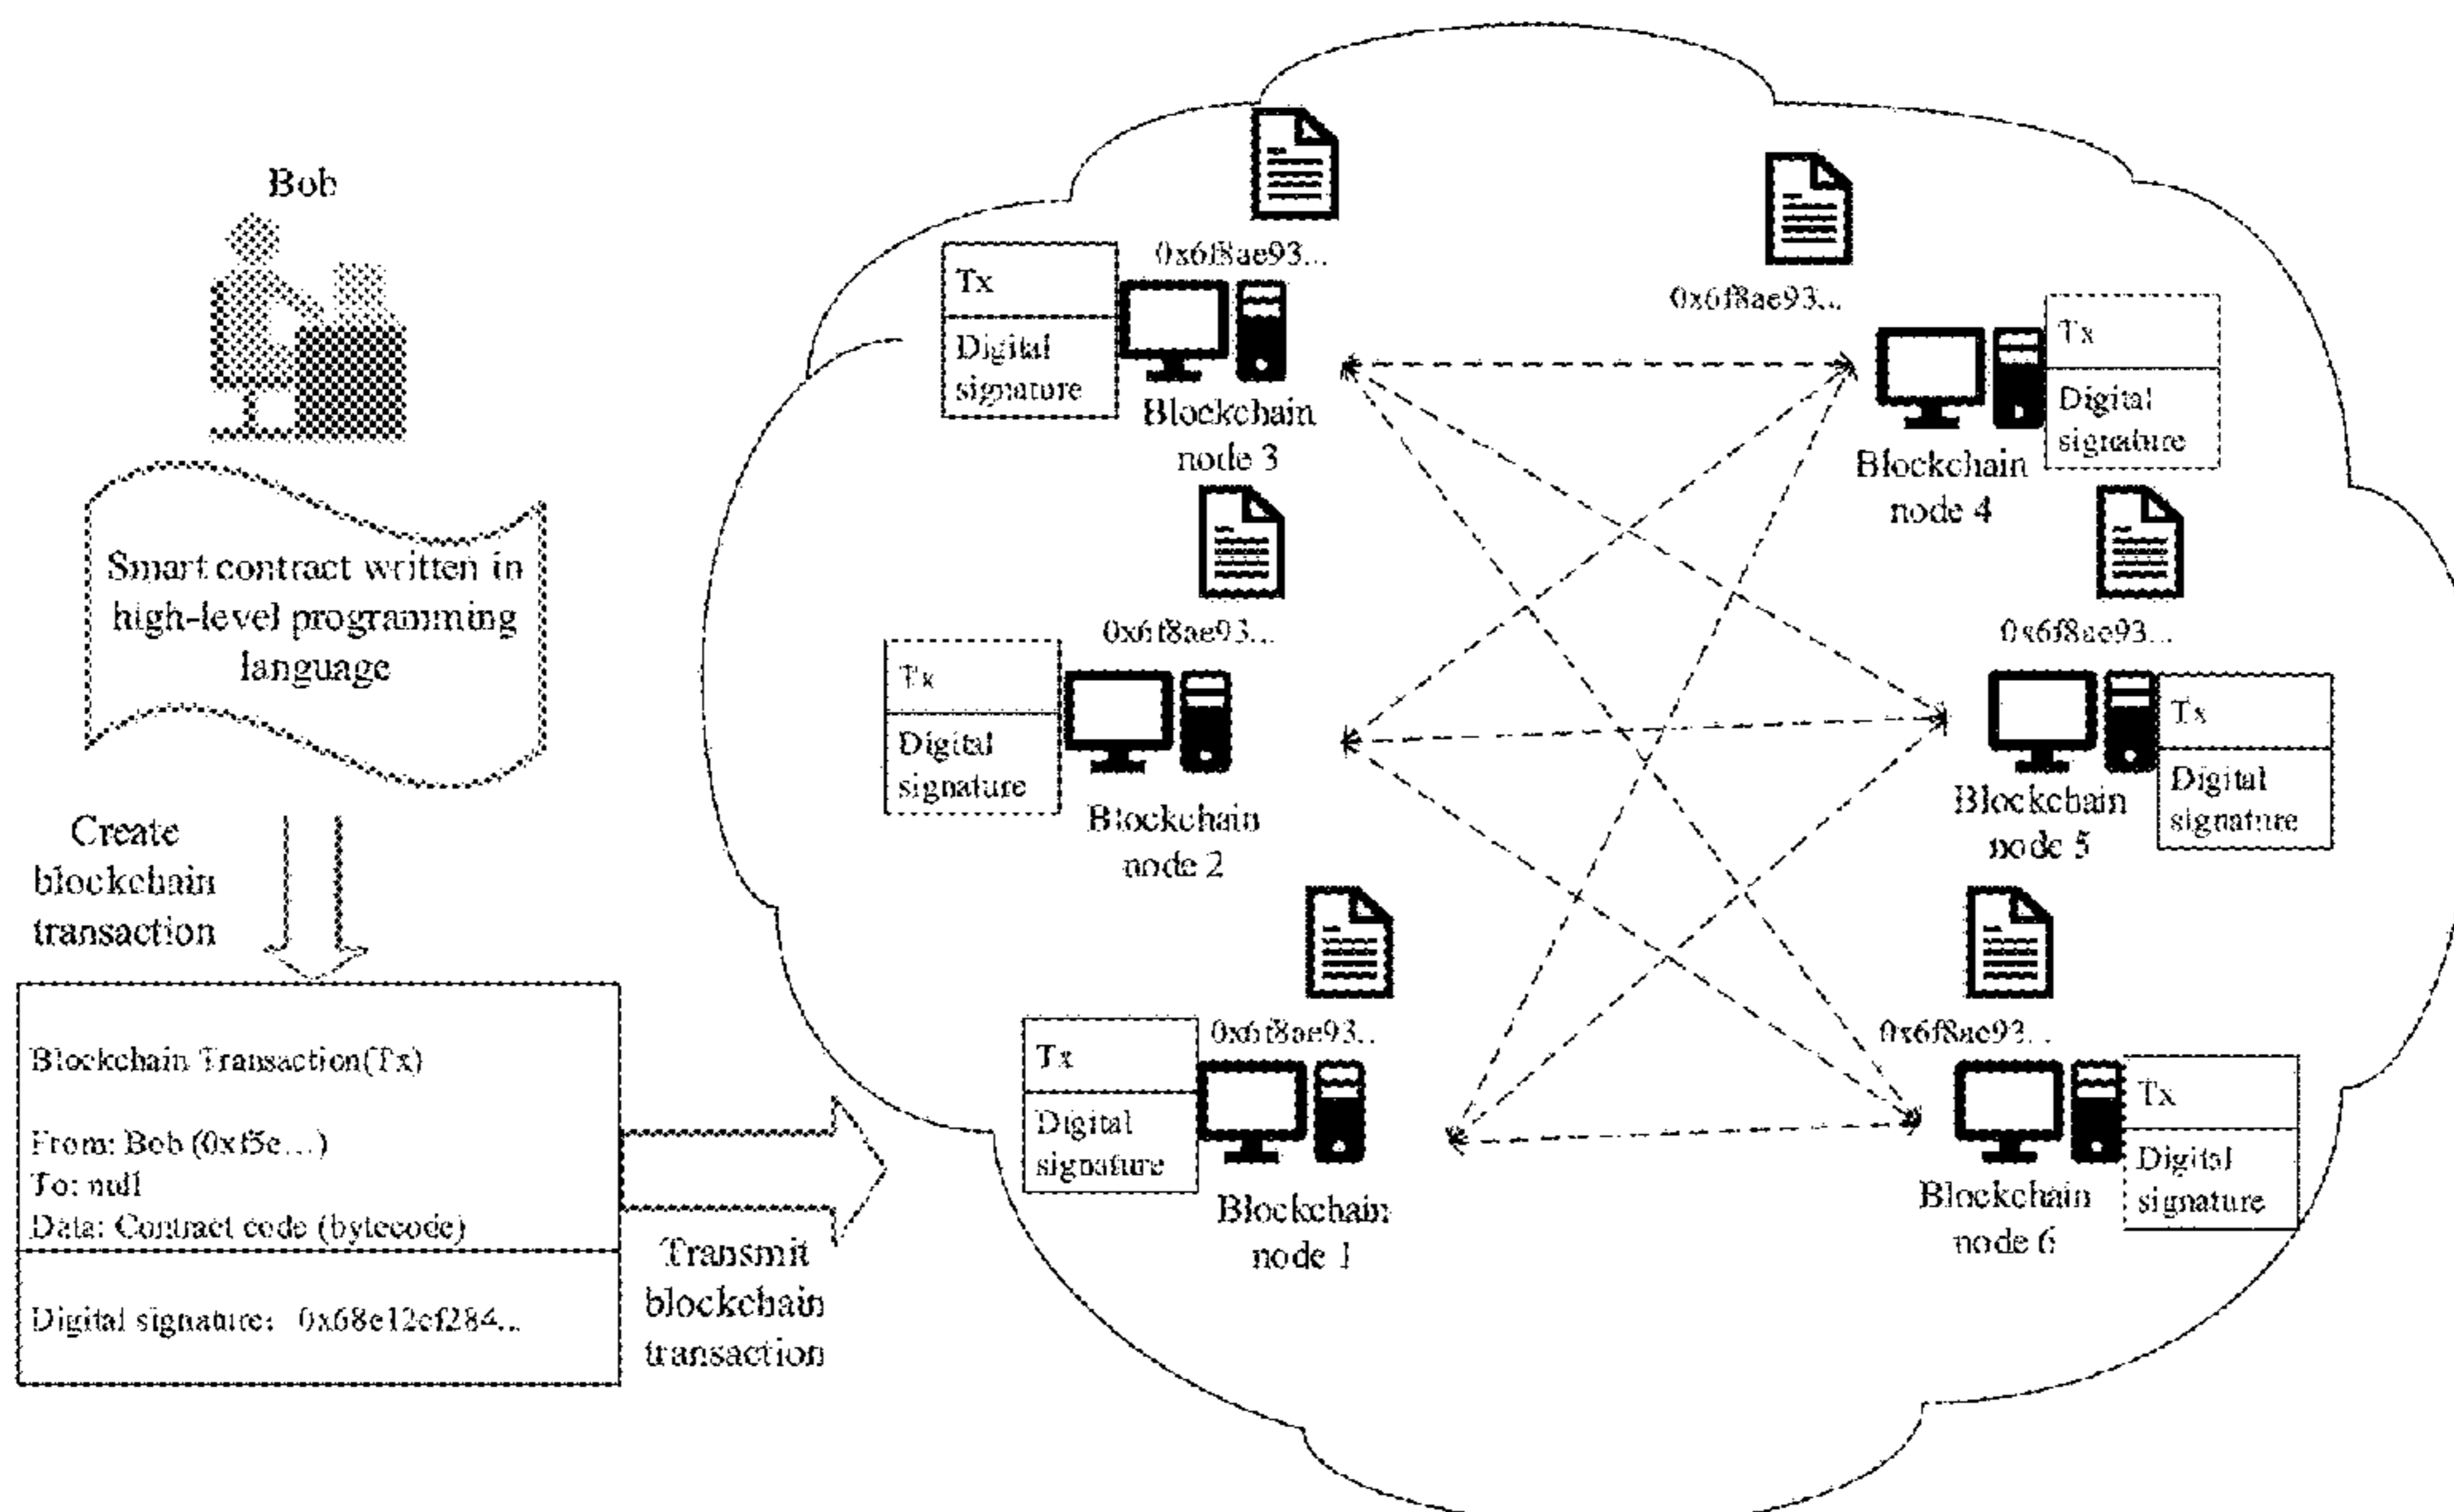 Bob
Smart contract written in
high-level programming
language
Create
blockchain
transaction
Blockchain Transaction(Tx)
From: Bob (0xf5e...)
To: null
Data: Contract code (bytecode)
Digital signature: 0x68e12cf284...
Transmit
blockchain
transaction
0x6f8ae93...
Tx
Digital
signature
Blockchain
node 3
0x6f8ae93...
Tx
Digital
signature
Blockchain
node 4
0x6f8ae93...
Tx
Digital
signature
Blockchain
node 2
0x6f8ae93...
Tx
Digital
signature
Blockchain
node 5
0x6f8ae93...
Tx
Digital
signature
Blockchain
node 1
0x6f8ae93...
Tx
Digital
signature
Blockchain
node 6